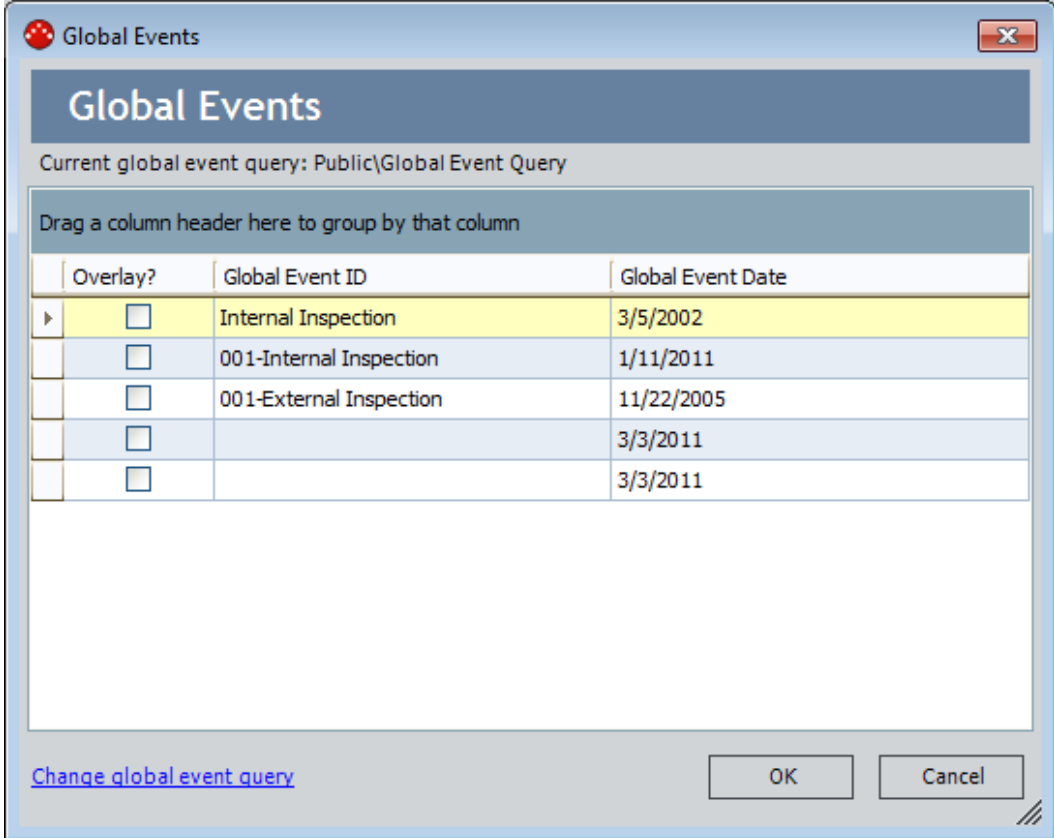 Global Events
Global Events
Current global event query: Public\Global Event Query
Drag a column header here to group by that column
Overlay? Global Event ID Global Event Date
Internal Inspection 3/5/2002
001-Internal Inspection 1/11/2011
001-External Inspection 11/22/2005
3/3/2011
3/3/2011
Change global event query OK Cancel